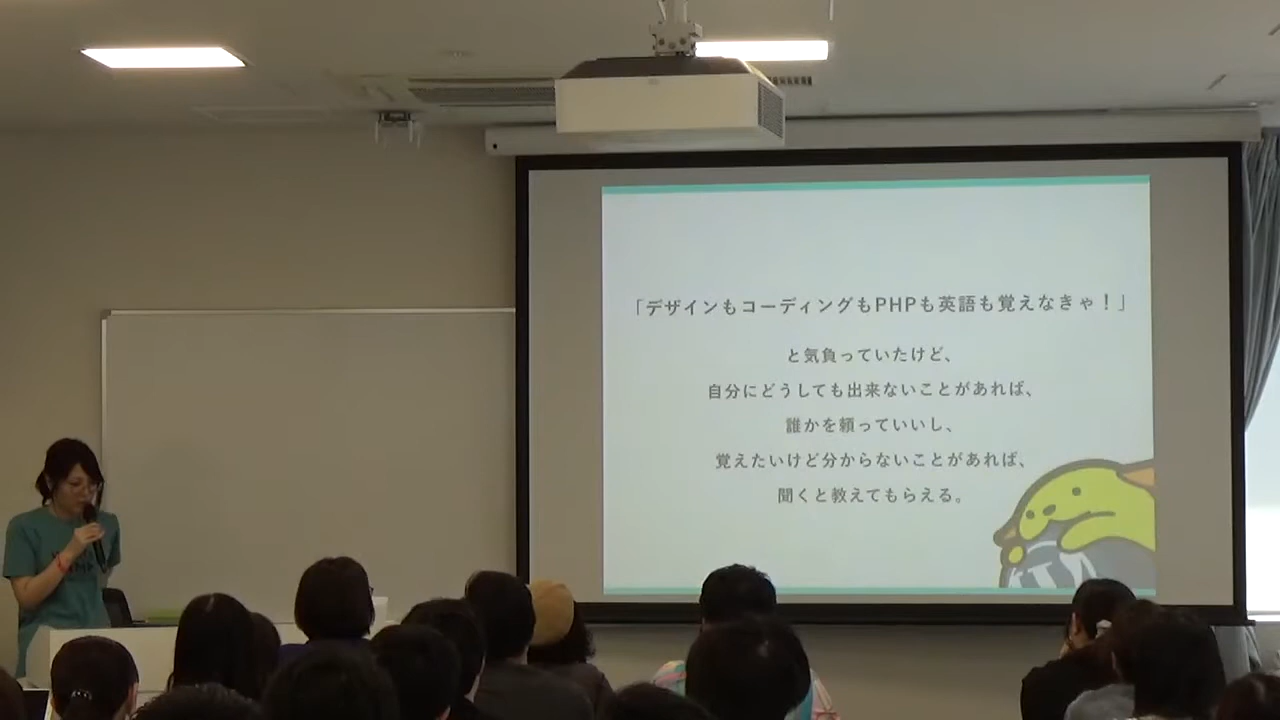 「デザインもコーディングもPHPも英語も覚えなきゃ！」
と気負っていたけど、
自分にどうしても出来ないことがあれば、
誰かを頼っていいし、
覚えたいけど分からないことがあれば、
聞くと教えてもらえる。